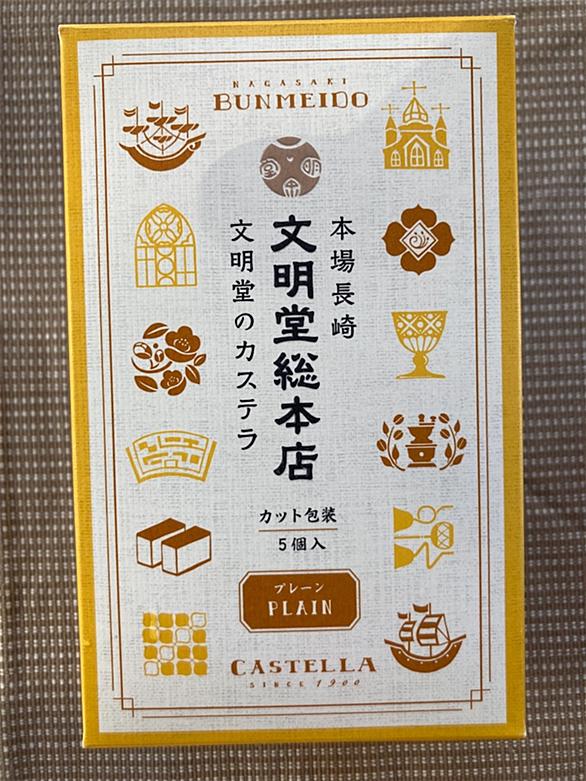 NAGASAKI
BUNMEIDO
本場長崎
文明堂総本店
文明堂のカステラ
カット包装
5個入
プレーン
PLAIN
CASTELLA
SINCE 1900